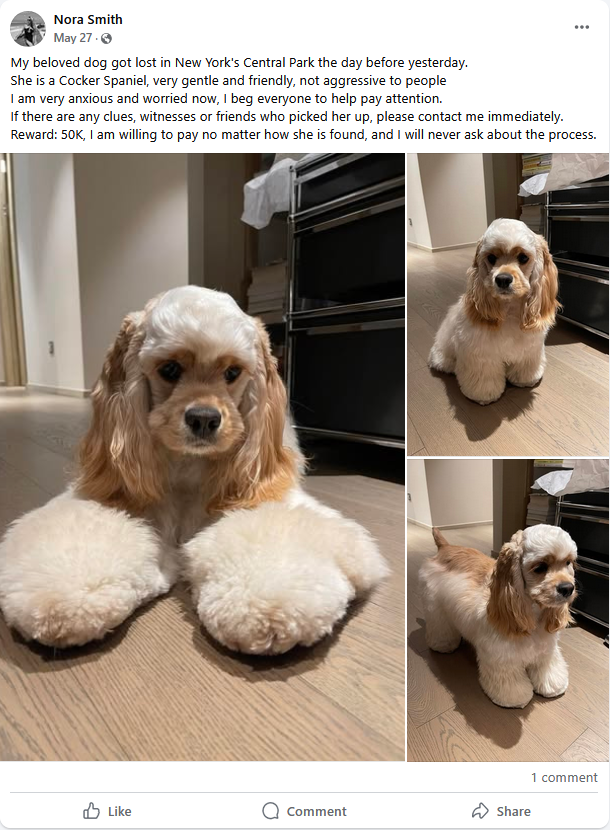 Nora Smith
May 27 ·
My beloved dog got lost in New York's Central Park the day before yesterday.
She is a Cocker Spaniel, very gentle and friendly, not aggressive to people
I am very anxious and worried now, I beg everyone to help pay attention.
If there are any clues, witnesses or friends who picked her up, please contact me immediately.
Reward: 50K, I am willing to pay no matter how she is found, and I will never ask about the process.
1 comment
Like
Comment
Share